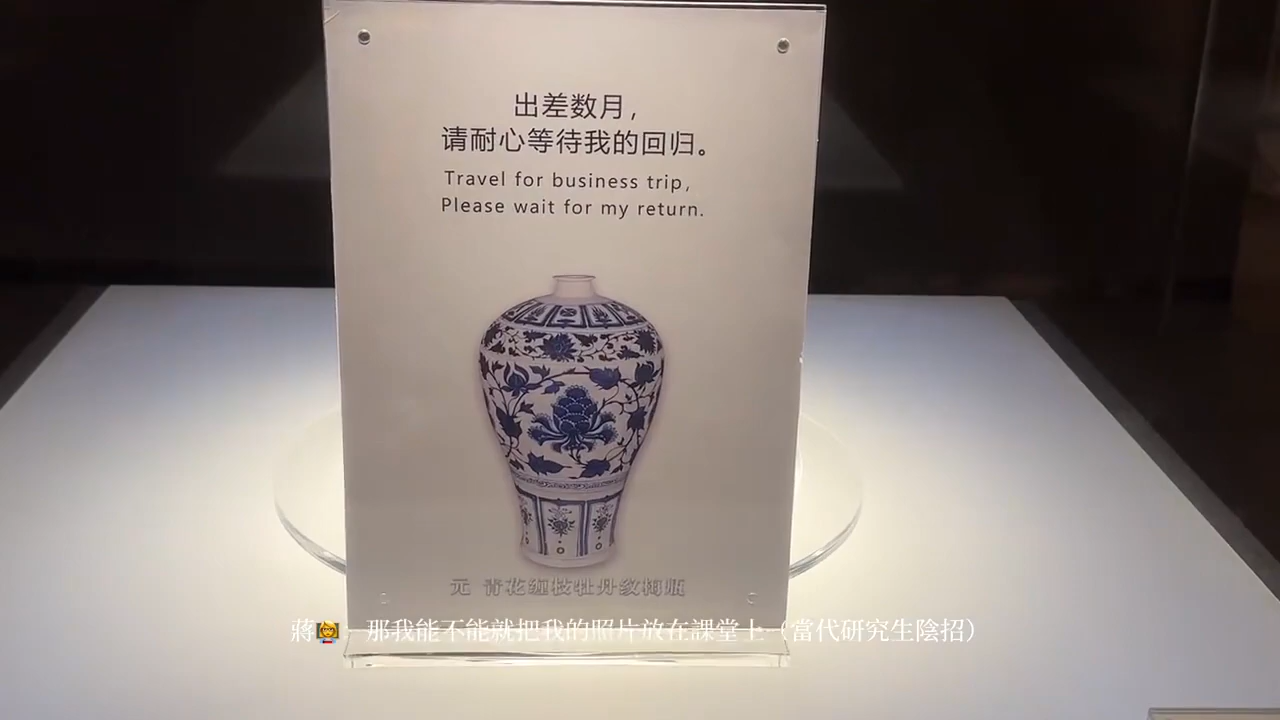 出差数月，
请耐心等待我的回归。
Travel for business trip,
Please wait for my return.
元 青花缠枝牡丹纹梅瓶
蔣🙆 那我能不能就把我的照片放在課堂上（當代研究生陰招）